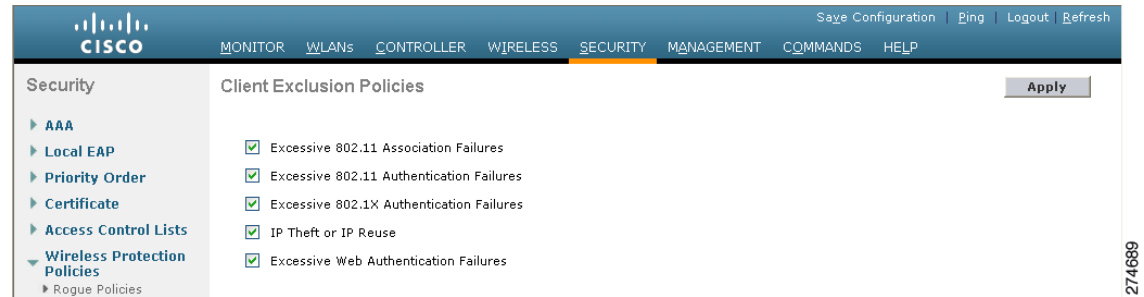 Save Configuration | Ping | Logout | Refresh
CISCO
MONITOR WLANs CONTROLLER WIRELESS SECURITY MANAGEMENT COMMANDS HELP
Security
Client Exclusion Policies
Apply
AAA
Local EAP
Priority Order
Certificate
Access Control Lists
Wireless Protection
Policies
Rogue Policies
Excessive 802.11 Association Failures
Excessive 802.11 Authentication Failures
Excessive 802.1X Authentication Failures
IP Theft or IP Reuse
Excessive Web Authentication Failures
274689